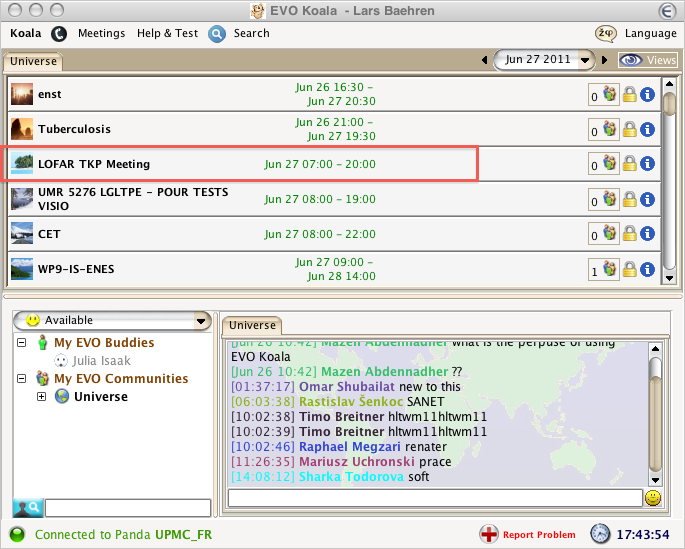 EVO Koala - Lars Baehren
Koala Meetings Help & Test Search Language
Universe Jun 27 2011 Views
enst Jun 26 16:30 –
Jun 27 20:30 0
Tuberculosis Jun 26 21:00 –
Jun 27 19:30 0
LOFAR TKP Meeting Jun 27 07:00 – 20:00 0
UMR 5276 LGLTPE – POUR TESTS
VISIO Jun 27 08:00 – 19:00 0
CET Jun 27 08:00 – 22:00 0
WP9-IS-ENES Jun 27 09:00 –
Jun 28 14:00 1
Available
My EVO Buddies
Julia Isaak
My EVO Communities
Universe
Universe
[Jun 26 10:42] Mazen Abdennadher what is the perpuse of using
EVO Koala
[Jun 26 10:42] Mazen Abdennadher ??
[01:37:17] Omar Shubailat new to this
[06:03:38] Rastislav Šenkoc SANET
[10:02:38] Timo Breitner hltwm11hltwm11
[10:02:39] Timo Breitner hltwm11hltwm11
[10:02:46] Raphael Megzari renater
[11:26:35] Mariusz Uchronski prace
[14:08:12] Sharka Todorova soft
Connected to Panda UPMC_FR Report Problem 17:43:54